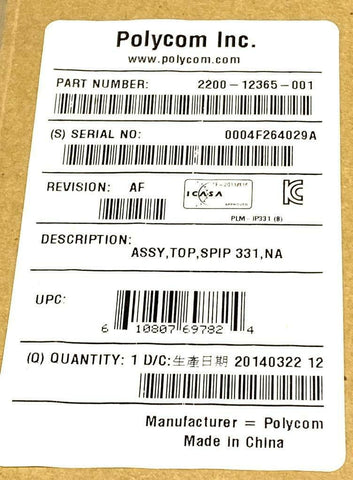 Polycom Inc.
www.polycom.com
PART NUMBER: 2200-12365-001
(S) SERIAL NO: 0004F264029A
REVISION: AF
ICASA
APPROVED
PLM-IP331 (B)
DESCRIPTION:
ASSY,TOP,SPIP 331,NA
UPC:
6 10807 69782 4
(Q) QUANTITY: 1 D/C:生產日期 20140322 12
Manufacturer = Polycom
Made in China